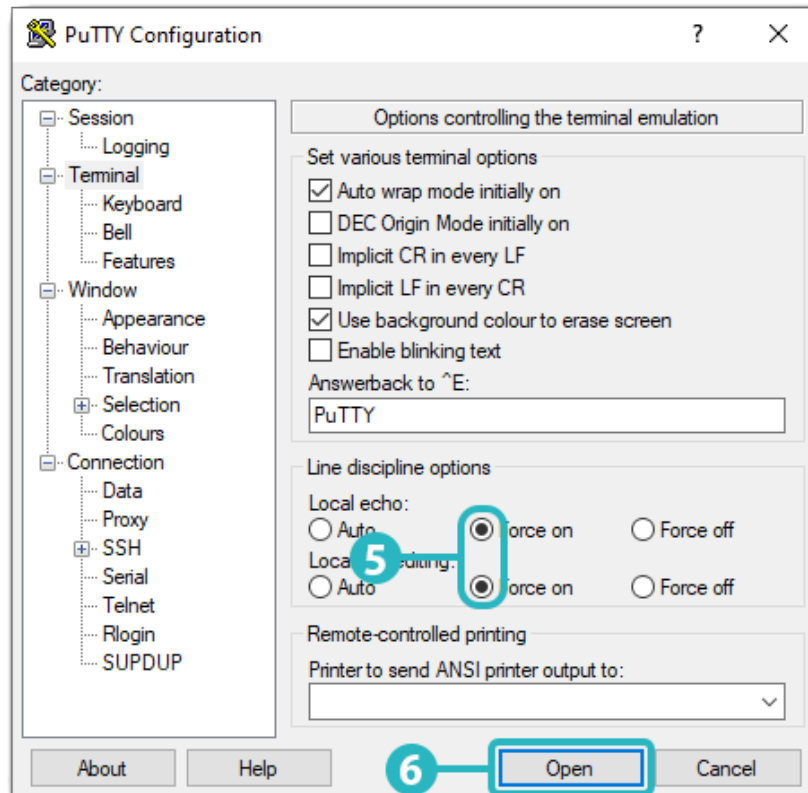 PuTTY Configuration ? ×
Category:
Session
Logging
Terminal
Keyboard
Bell
Features
Window
Appearance
Behaviour
Translation
Selection
Colours
Connection
Data
Proxy
SSH
Serial
Telnet
Rlogin
SUPDUP
Options controlling the terminal emulation
Set various terminal options
Auto wrap mode initially on
DEC Origin Mode initially on
Implicit CR in every LF
Implicit LF in every CR
Use background colour to erase screen
Enable blinking text
Answerback to ^E:
PuTTY
Line discipline options
Local echo:
Auto Force on Force off
5
editing:
Auto Force on Force off
Remote-controlled printing
Printer to send ANSI printer output to:
About Help 6 Open Cancel